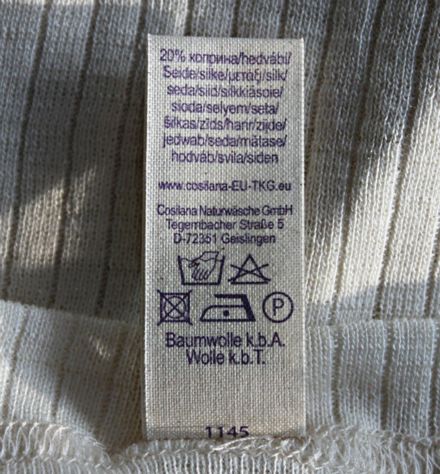 20% коприна/hedvábí/
Seide/silke/μετάξι/silk/
seda/siid/silkki/soie/
sioda/selyem/seta/
šilkas/zīds/harir/zijde/
jedwab/seda/mătase/
hodváb/svila/siden
www.cosilana-EU-TKG.eu
Cosilana Naturwäsche GmbH
Tegernbacher Straße 5
D-72351 Geislingen
P
Baumwolle k.b.A.
Wolle k.b.T.
1145